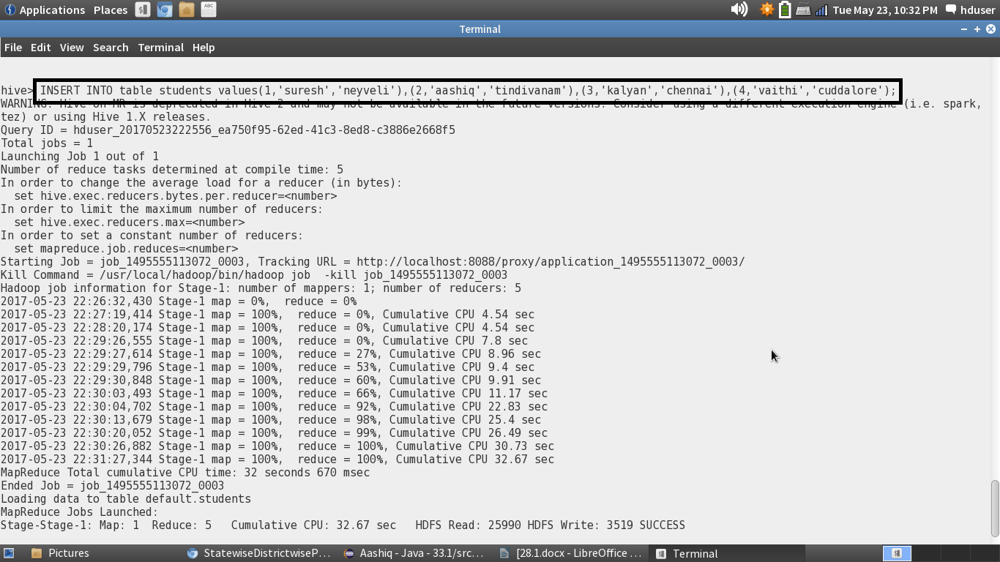 Applications Places Tue May 23, 10:32 PM hduser
Terminal
File Edit View Search Terminal Help
hive> INSERT INTO table students values(1,'suresh','neyveli'),(2,'aashiq','tindivanam'),(3,'kalyan','chennai'),(4,'vaithi','cuddalore');
WARNING: Hive-on-MR is deprecated in Hive 2 and may not be available in the future versions. Consider using a different execution engine (i.e. spark,
tez) or using Hive 1.X releases.
Query ID = hduser_20170523222556_ea750f95-62ed-41c3-8ed8-c3886e2668f5
Total jobs = 1
Launching Job 1 out of 1
Number of reduce tasks determined at compile time: 5
In order to change the average load for a reducer (in bytes):
  set hive.exec.reducers.bytes.per.reducer=<number>
In order to limit the maximum number of reducers:
  set hive.exec.reducers.max=<number>
In order to set a constant number of reducers:
  set mapreduce.job.reduces=<number>
Starting Job = job_1495555113072_0003, Tracking URL = http://localhost:8088/proxy/application_1495555113072_0003/
Kill Command = /usr/local/hadoop/bin/hadoop job  -kill job_1495555113072_0003
Hadoop job information for Stage-1: number of mappers: 1; number of reducers: 5
2017-05-23 22:26:32,430 Stage-1 map = 0%,  reduce = 0%
2017-05-23 22:27:19,414 Stage-1 map = 100%,  reduce = 0%, Cumulative CPU 4.54 sec
2017-05-23 22:28:20,174 Stage-1 map = 100%,  reduce = 0%, Cumulative CPU 4.54 sec
2017-05-23 22:29:26,555 Stage-1 map = 100%,  reduce = 0%, Cumulative CPU 7.8 sec
2017-05-23 22:29:27,614 Stage-1 map = 100%,  reduce = 27%, Cumulative CPU 8.96 sec
2017-05-23 22:29:29,796 Stage-1 map = 100%,  reduce = 53%, Cumulative CPU 9.4 sec
2017-05-23 22:29:30,848 Stage-1 map = 100%,  reduce = 60%, Cumulative CPU 9.91 sec
2017-05-23 22:30:03,493 Stage-1 map = 100%,  reduce = 66%, Cumulative CPU 11.17 sec
2017-05-23 22:30:04,702 Stage-1 map = 100%,  reduce = 92%, Cumulative CPU 22.83 sec
2017-05-23 22:30:13,679 Stage-1 map = 100%,  reduce = 98%, Cumulative CPU 25.4 sec
2017-05-23 22:30:20,052 Stage-1 map = 100%,  reduce = 99%, Cumulative CPU 26.49 sec
2017-05-23 22:30:26,882 Stage-1 map = 100%,  reduce = 100%, Cumulative CPU 30.73 sec
2017-05-23 22:31:27,344 Stage-1 map = 100%,  reduce = 100%, Cumulative CPU 32.67 sec
MapReduce Total cumulative CPU time: 32 seconds 670 msec
Ended Job = job_1495555113072_0003
Loading data to table default.students
MapReduce Jobs Launched:
Stage-Stage-1: Map: 1  Reduce: 5   Cumulative CPU: 32.67 sec   HDFS Read: 25990 HDFS Write: 3519 SUCCESS
Pictures StatewiseDistrictwiseP... Aashiq - Java - 33.1/src... [28.1.docx - LibreOffice ... Terminal